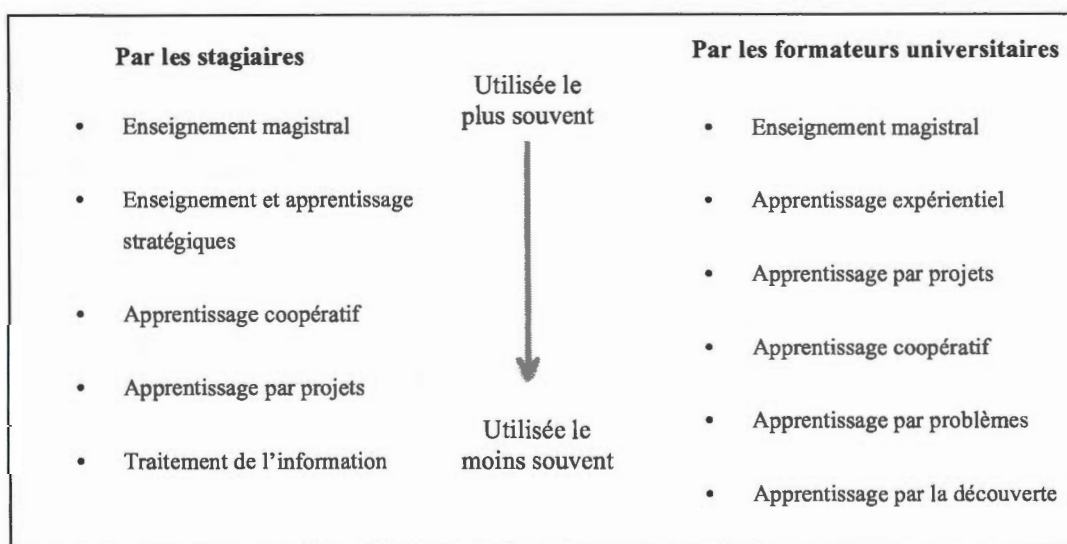 Par les stagiaires
• Enseignement magistral
• Enseignement et apprentissage
stratégiques
• Apprentissage coopératif
• Apprentissage par projets
• Traitement de l'information
Utilisée le
plus souvent
Utilisée le
moins souvent
Par les formateurs universitaires
• Enseignement magistral
• Apprentissage expérientiel
• Apprentissage par projets
• Apprentissage coopératif
• Apprentissage par problèmes
• Apprentissage par la découverte